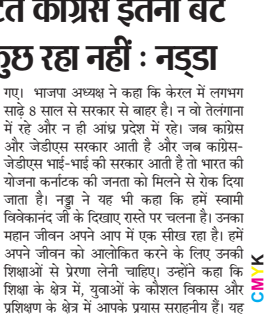 कांग्रेस इतना बंट
कुछ रहा नहीं : नड्डा
गए। भाजपा अध्यक्ष ने कहा कि केरल में लगभग
साढ़े 8 साल से सरकार से बाहर है। न वो तेलंगाना
में रहे और न ही आंध्र प्रदेश में रहे। जब कांग्रेस
और जेडीएस सरकार आती है और जब कांग्रेस-
जेडीएस भाई-भाई की सरकार आती है तो भारत की
योजना कर्नाटक की जनता को मिलने से रोक दिया
जाता है। नड्डा ने यह भी कहा कि हमें स्वामी
विवेकानंद जी के दिखाए रास्ते पर चलना है। उनका
महान जीवन अपने आप में एक सीख रहा है। हमें
अपने जीवन को आलोकित करने के लिए उनकी
शिक्षाओं से प्रेरणा लेनी चाहिए। उन्होंने कहा कि
शिक्षा के क्षेत्र में, युवाओं के कौशल विकास और
प्रशिक्षण के क्षेत्र में आपके प्रयास सराहनीय हैं। यह
CMYK